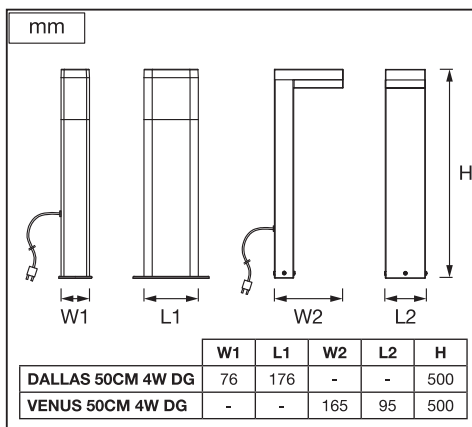 mm
H
W1 L1 W2 L2
W1 L1 W2 L2 H
DALLAS 50CM 4W DG 76 176 - - 500
VENUS 50CM 4W DG - - 165 95 500